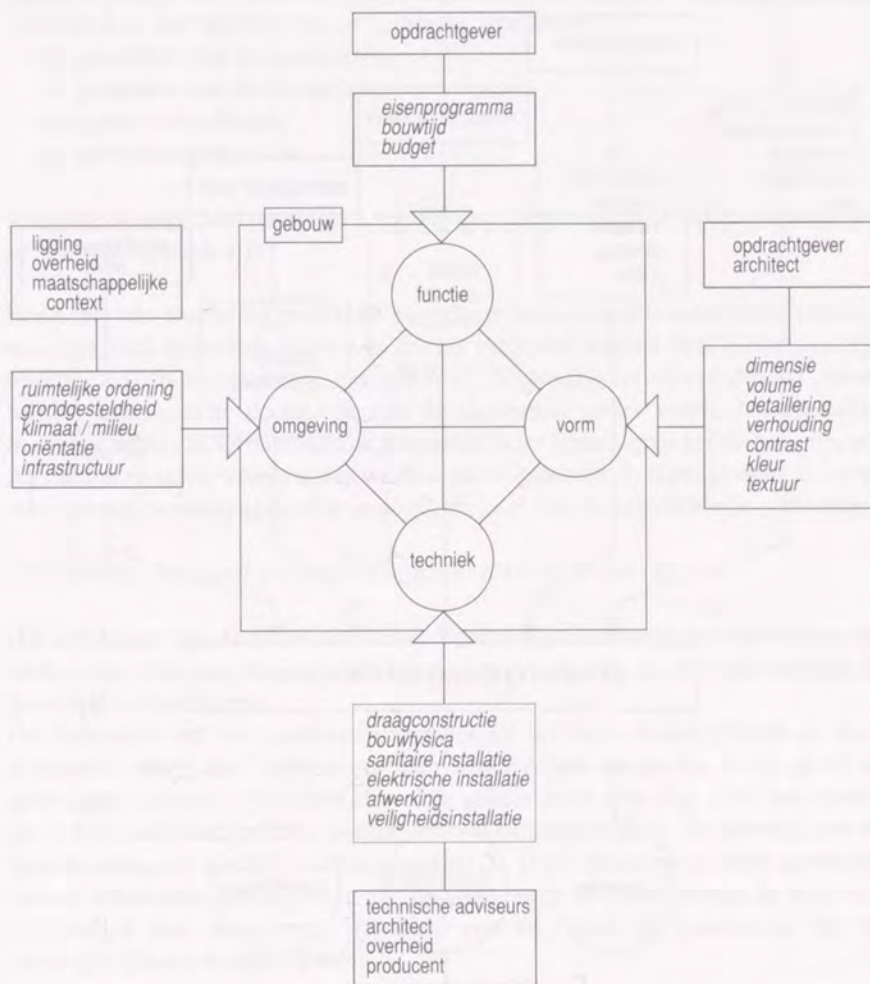 opdrachtgever
eisenprogramma
bouwtijd
budget
gebouw
ligging
overheid
maatschappelijke
context
opdrachtgever
architect
functie
ruimtelijke ordening
grondgesteldheid
klimaat / milieu
oriëntatie
infrastructuur
omgeving
vorm
dimensie
volume
detaillering
verhouding
contrast
kleur
textuur
techniek
draagconstructie
bouwfysica
sanitaire installatie
elektrische installatie
afwerking
veiligheidsinstallatie
technische adviseurs
architect
overheid
producent